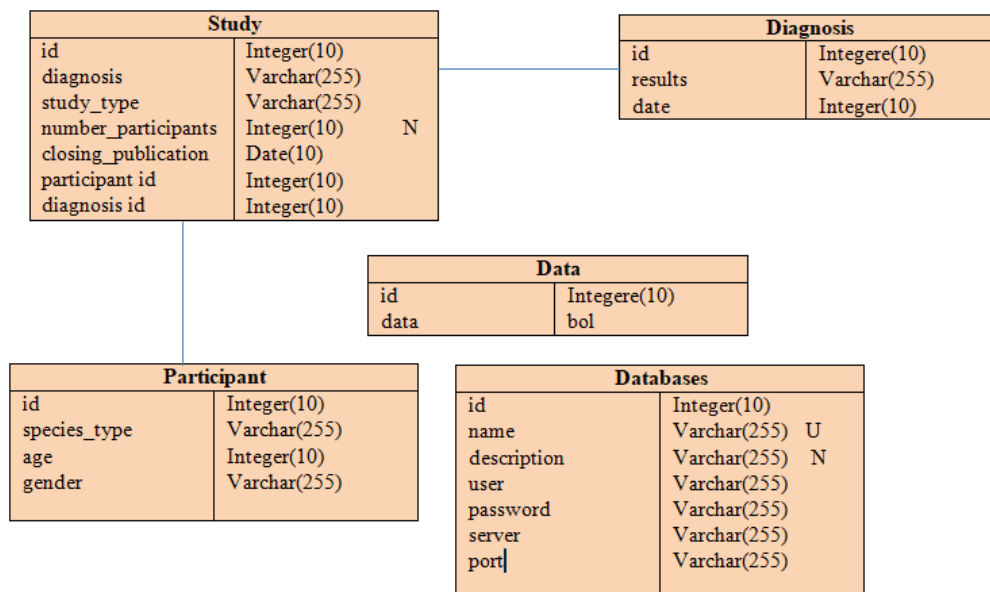 Study
id Integer(10)
diagnosis Varchar(255)
study_type Varchar(255)
number_participants Integer(10) N
closing_publication Date(10)
participant id Integer(10)
diagnosis id Integer(10)
Diagnosis
id Integere(10)
results Varchar(255)
date Integer(10)
Data
id Integere(10)
data bol
Participant
id Integer(10)
species_type Varchar(255)
age Integer(10)
gender Varchar(255)
Databases
id Integer(10)
name Varchar(255) U
description Varchar(255) N
user Varchar(255)
password Varchar(255)
server Varchar(255)
port Varchar(255)